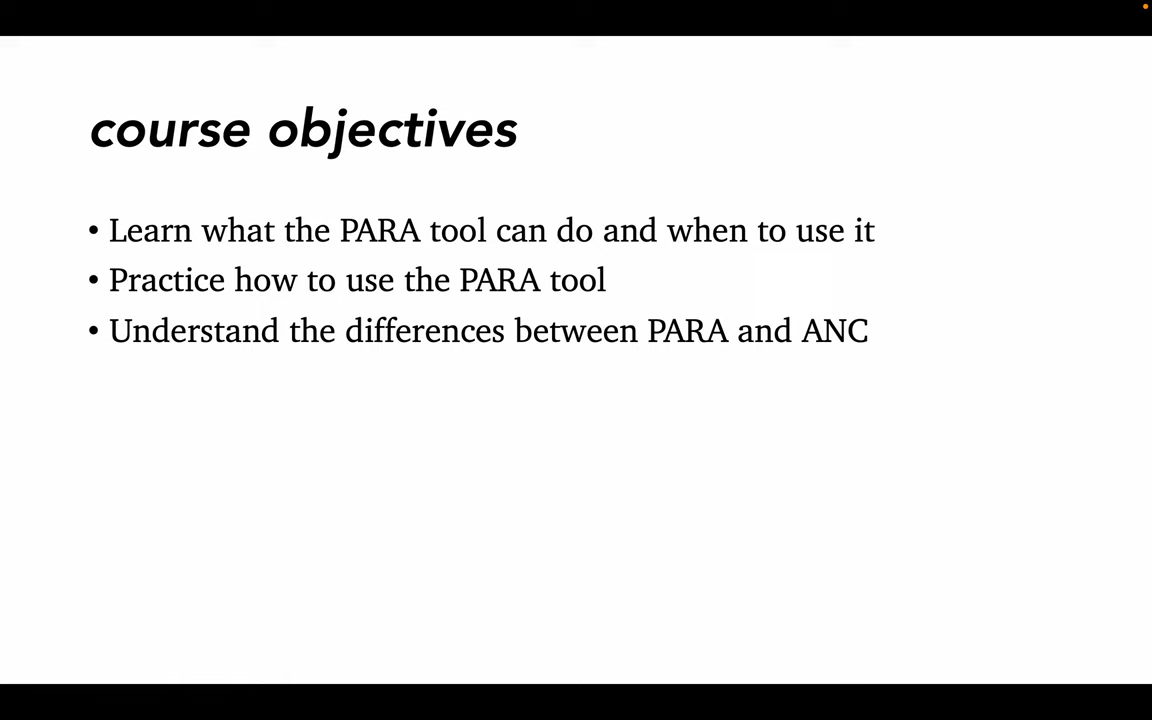 course objectives
• Learn what the PARA tool can do and when to use it
• Practice how to use the PARA tool
• Understand the differences between PARA and ANC